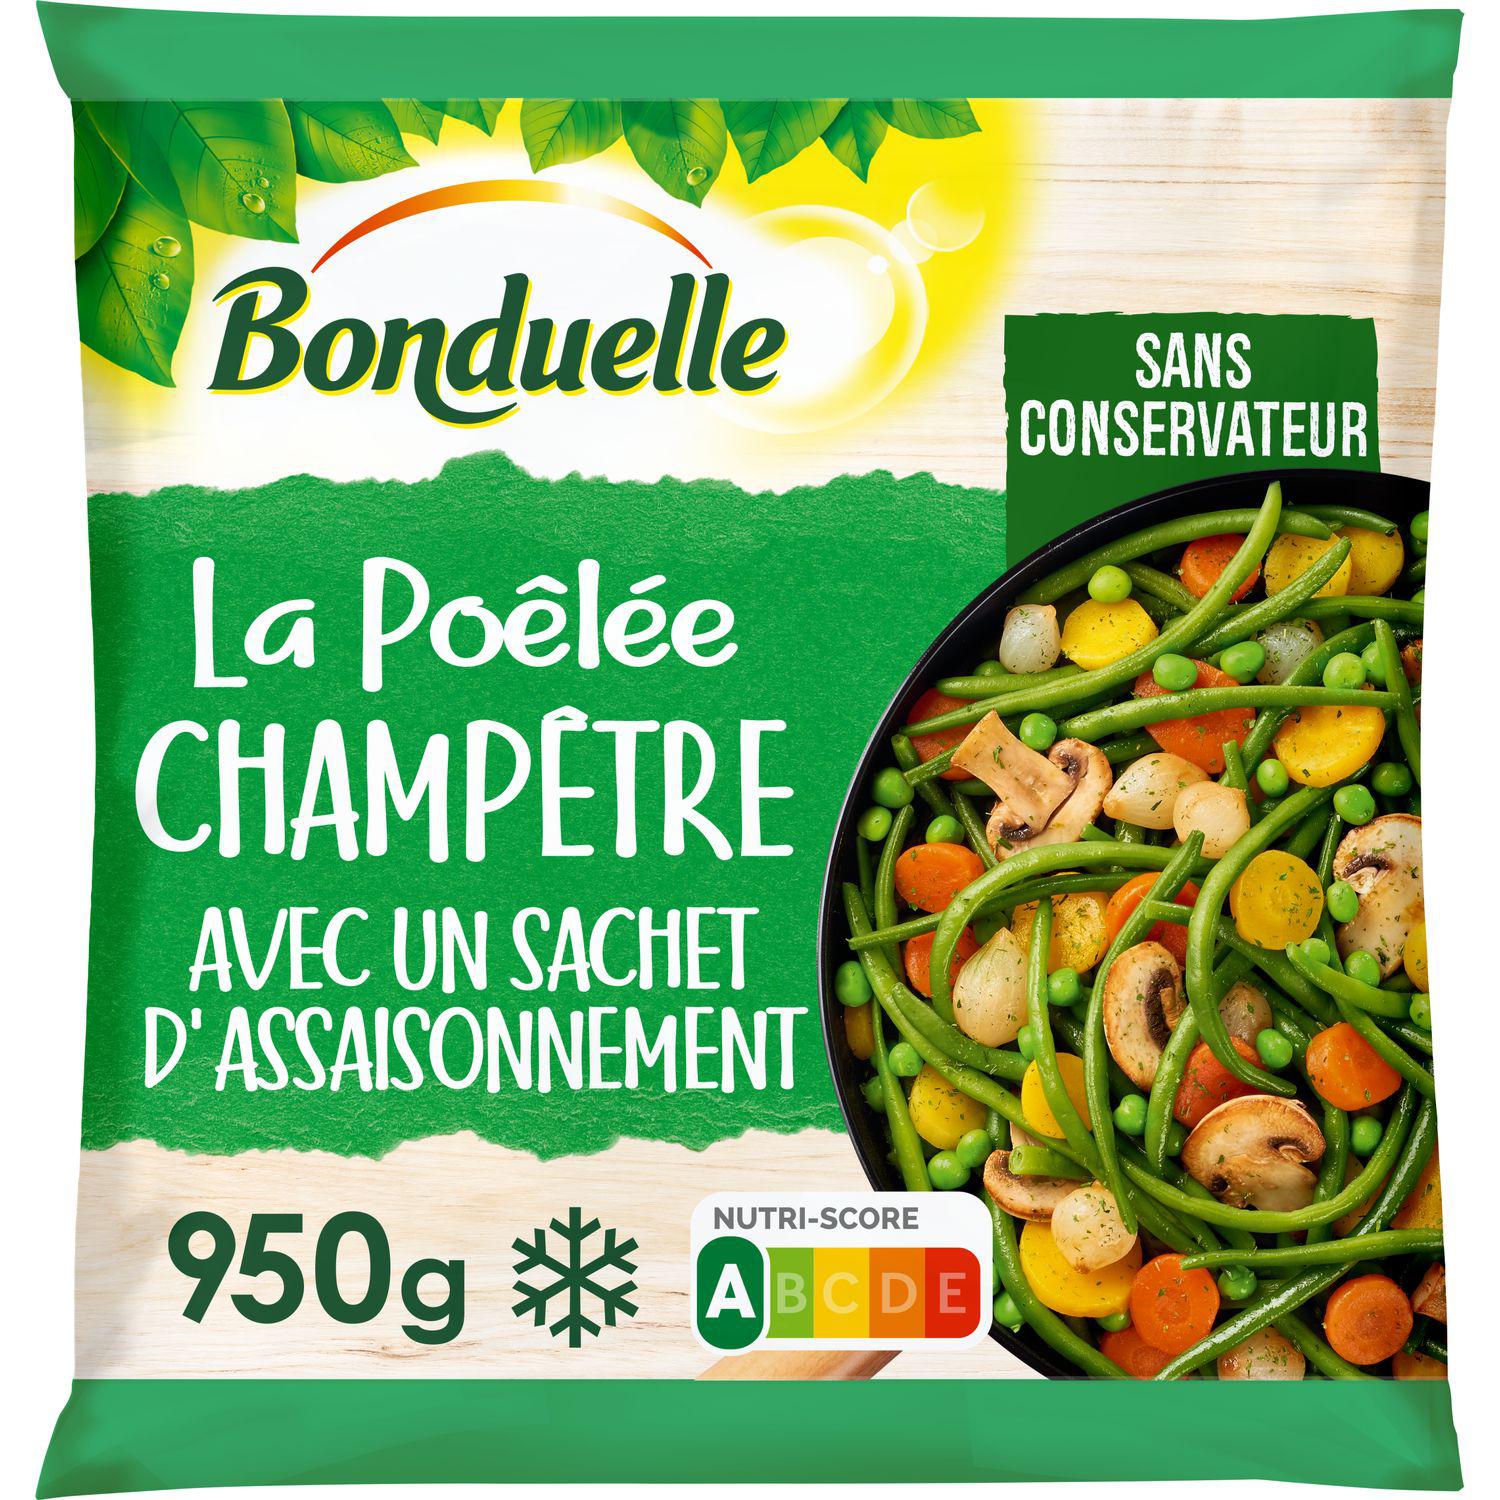 Bonduelle
SANS
CONSERVATEUR
La Poêlée
CHAMPÊTRE
AVEC UN SACHET
D'ASSAISONNEMENT
950g
NUTRI-SCORE
A B C D E